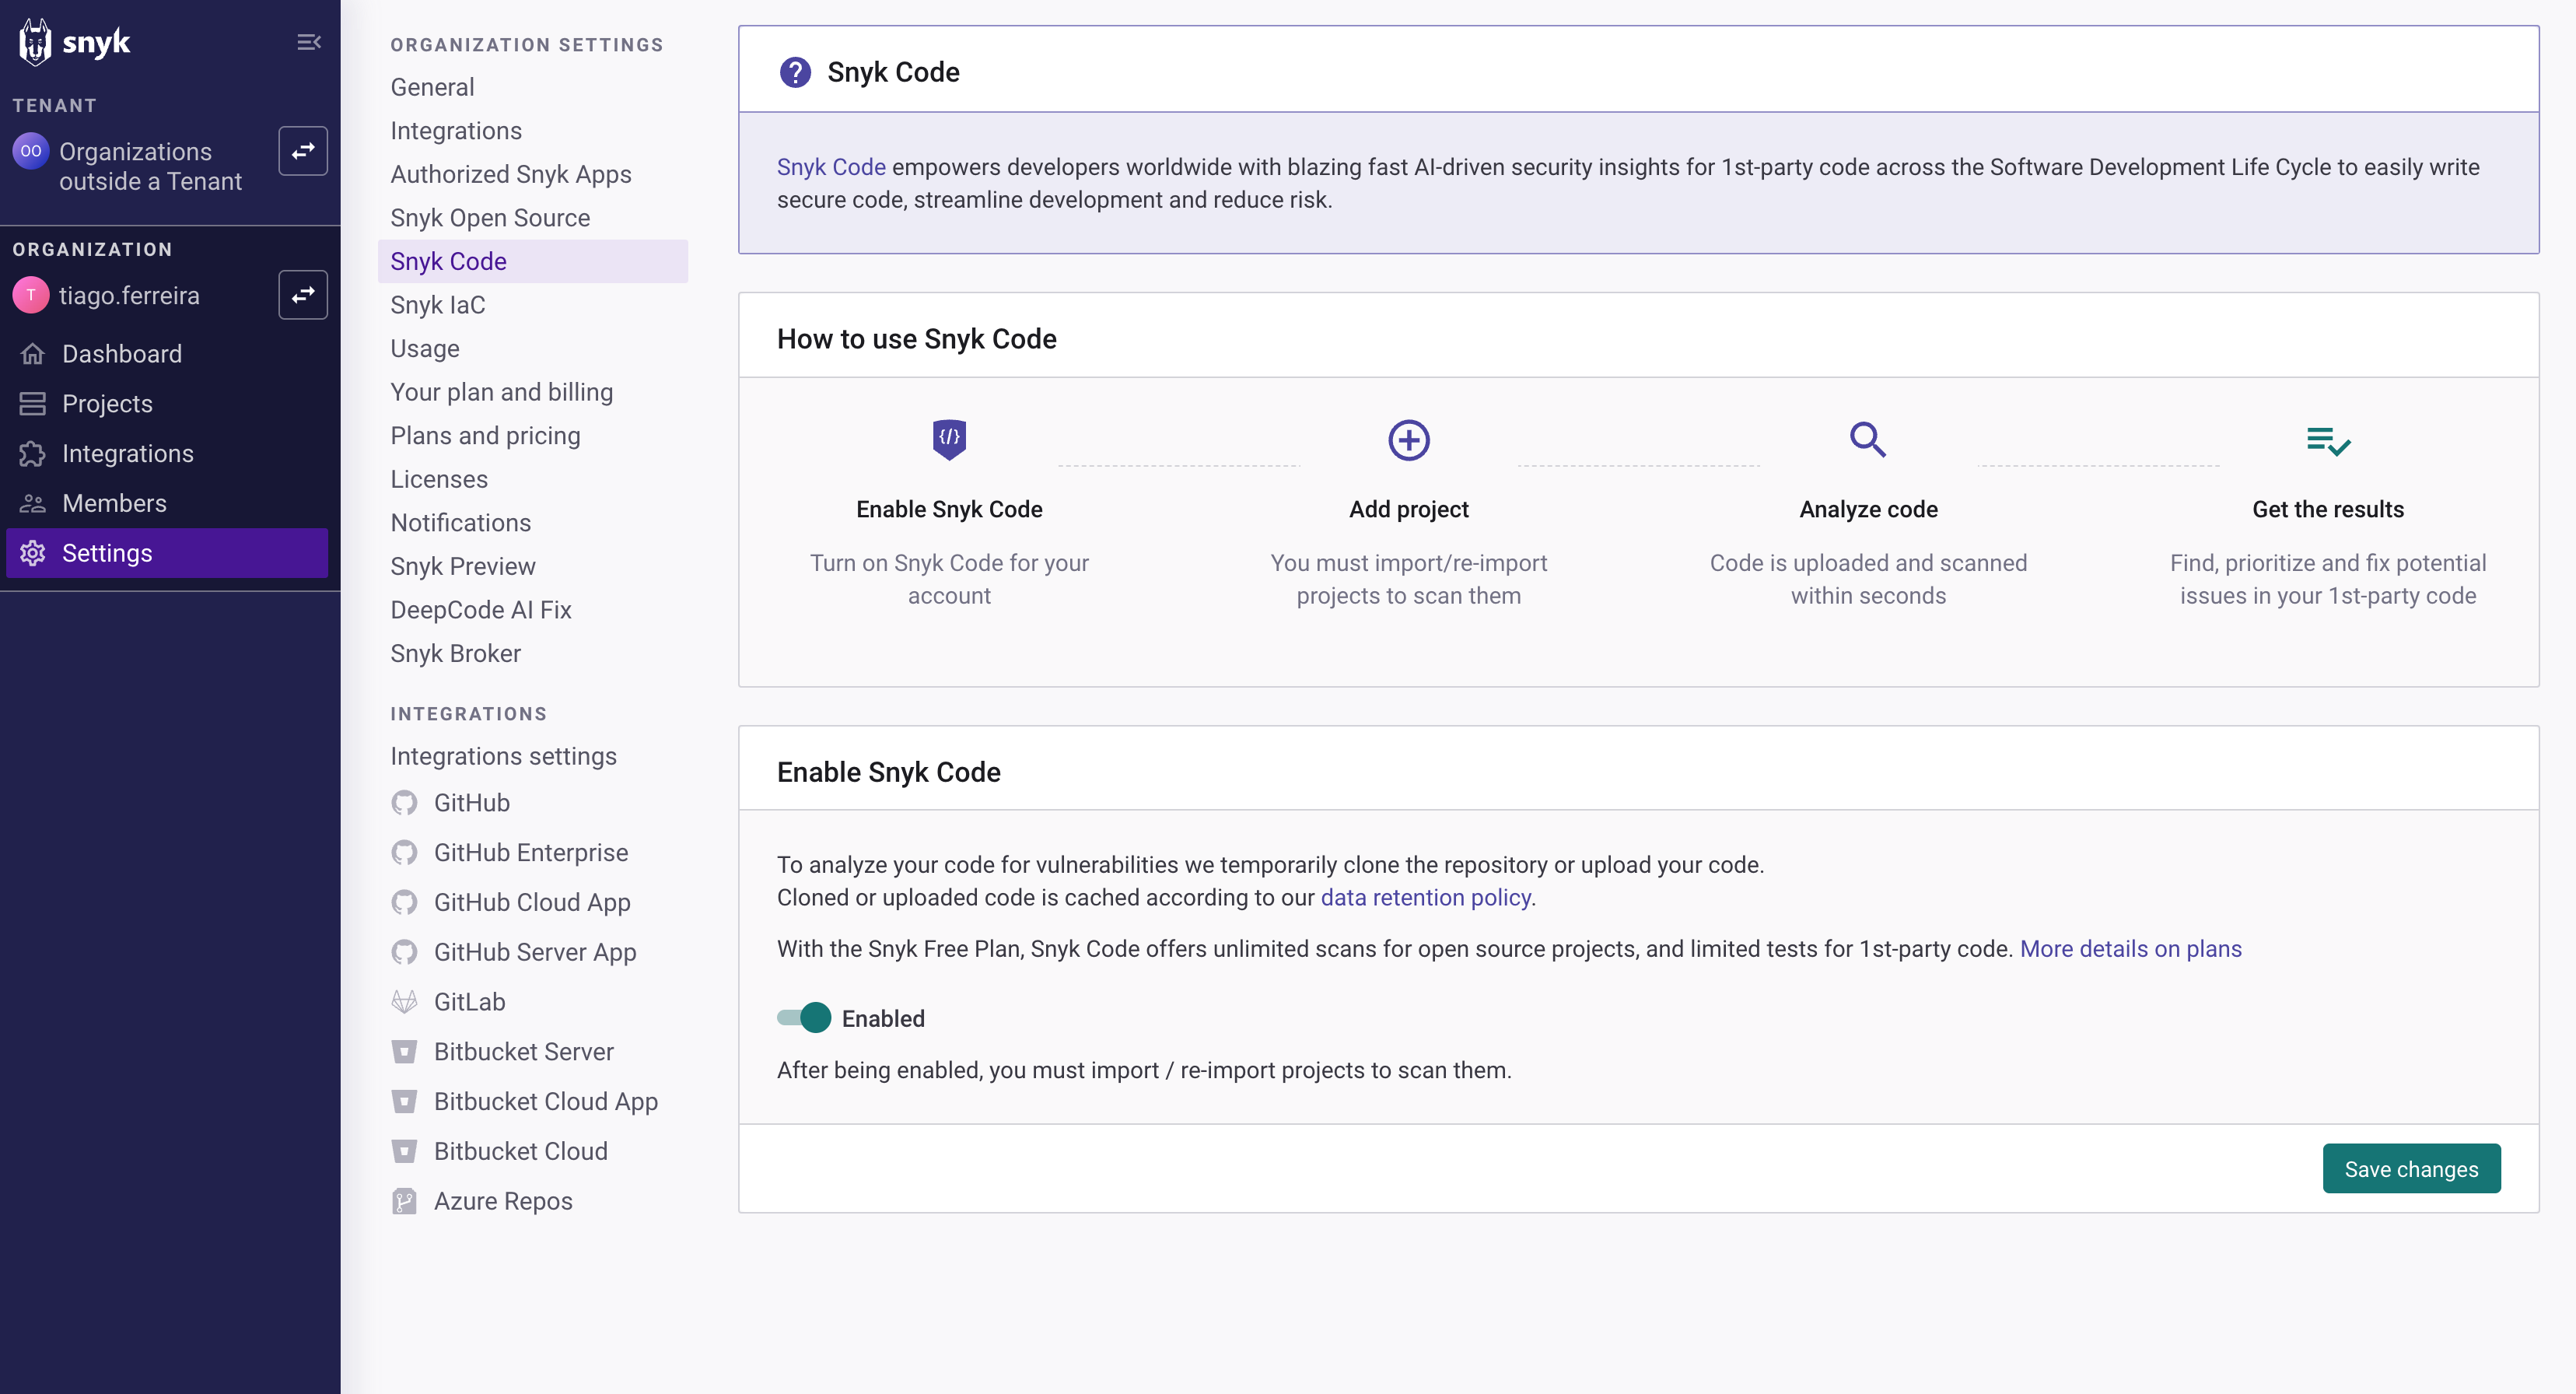 snyk
TENANT
OO
Organizations
outside a Tenant
ORGANIZATION
T
tiago.ferreira
Dashboard
Projects
Integrations
Members
Settings
ORGANIZATION SETTINGS
General
Integrations
Authorized Snyk Apps
Snyk Open Source
Snyk Code
Snyk IaC
Usage
Your plan and billing
Plans and pricing
Licenses
Notifications
Snyk Preview
DeepCode AI Fix
Snyk Broker
INTEGRATIONS
Integrations settings
GitHub
GitHub Enterprise
GitHub Cloud App
GitHub Server App
GitLab
Bitbucket Server
Bitbucket Cloud App
Bitbucket Cloud
Azure Repos
? Snyk Code
Snyk Code empowers developers worldwide with blazing fast AI-driven security insights for 1st-party code across the Software Development Life Cycle to easily write
secure code, streamline development and reduce risk.
How to use Snyk Code
{/}
Enable Snyk Code
Turn on Snyk Code for your
account
Add project
You must import/re-import
projects to scan them
Analyze code
Code is uploaded and scanned
within seconds
Get the results
Find, prioritize and fix potential
issues in your 1st-party code
Enable Snyk Code
To analyze your code for vulnerabilities we temporarily clone the repository or upload your code.
Cloned or uploaded code is cached according to our data retention policy.
With the Snyk Free Plan, Snyk Code offers unlimited scans for open source projects, and limited tests for 1st-party code. More details on plans
Enabled
After being enabled, you must import / re-import projects to scan them.
Save changes